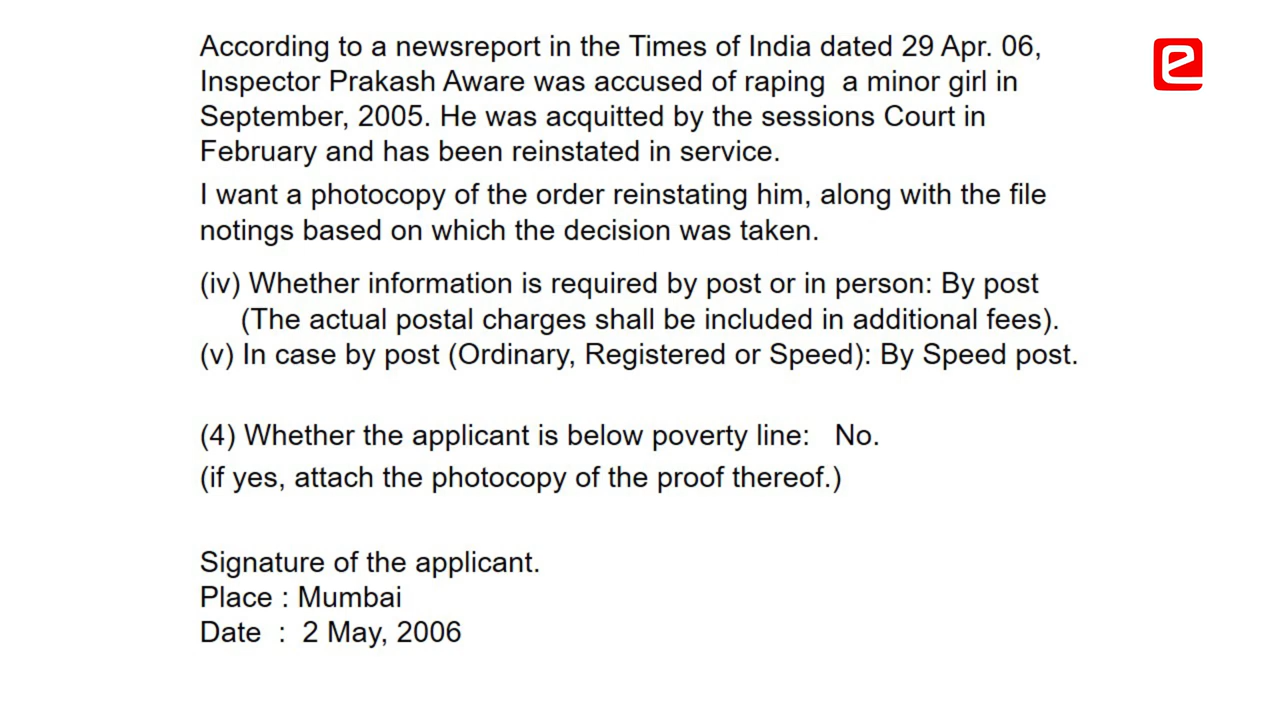 According to a newsreport in the Times of India dated 29 Apr. 06,
Inspector Prakash Aware was accused of raping  a minor girl in
September, 2005. He was acquitted by the sessions Court in
February and has been reinstated in service.
I want a photocopy of the order reinstating him, along with the file
notings based on which the decision was taken.
(iv) Whether information is required by post or in person: By post
(The actual postal charges shall be included in additional fees).
(v) In case by post (Ordinary, Registered or Speed): By Speed post.
(4) Whether the applicant is below poverty line:   No.
(if yes, attach the photocopy of the proof thereof.)
Signature of the applicant.
Place : Mumbai
Date  :  2 May, 2006